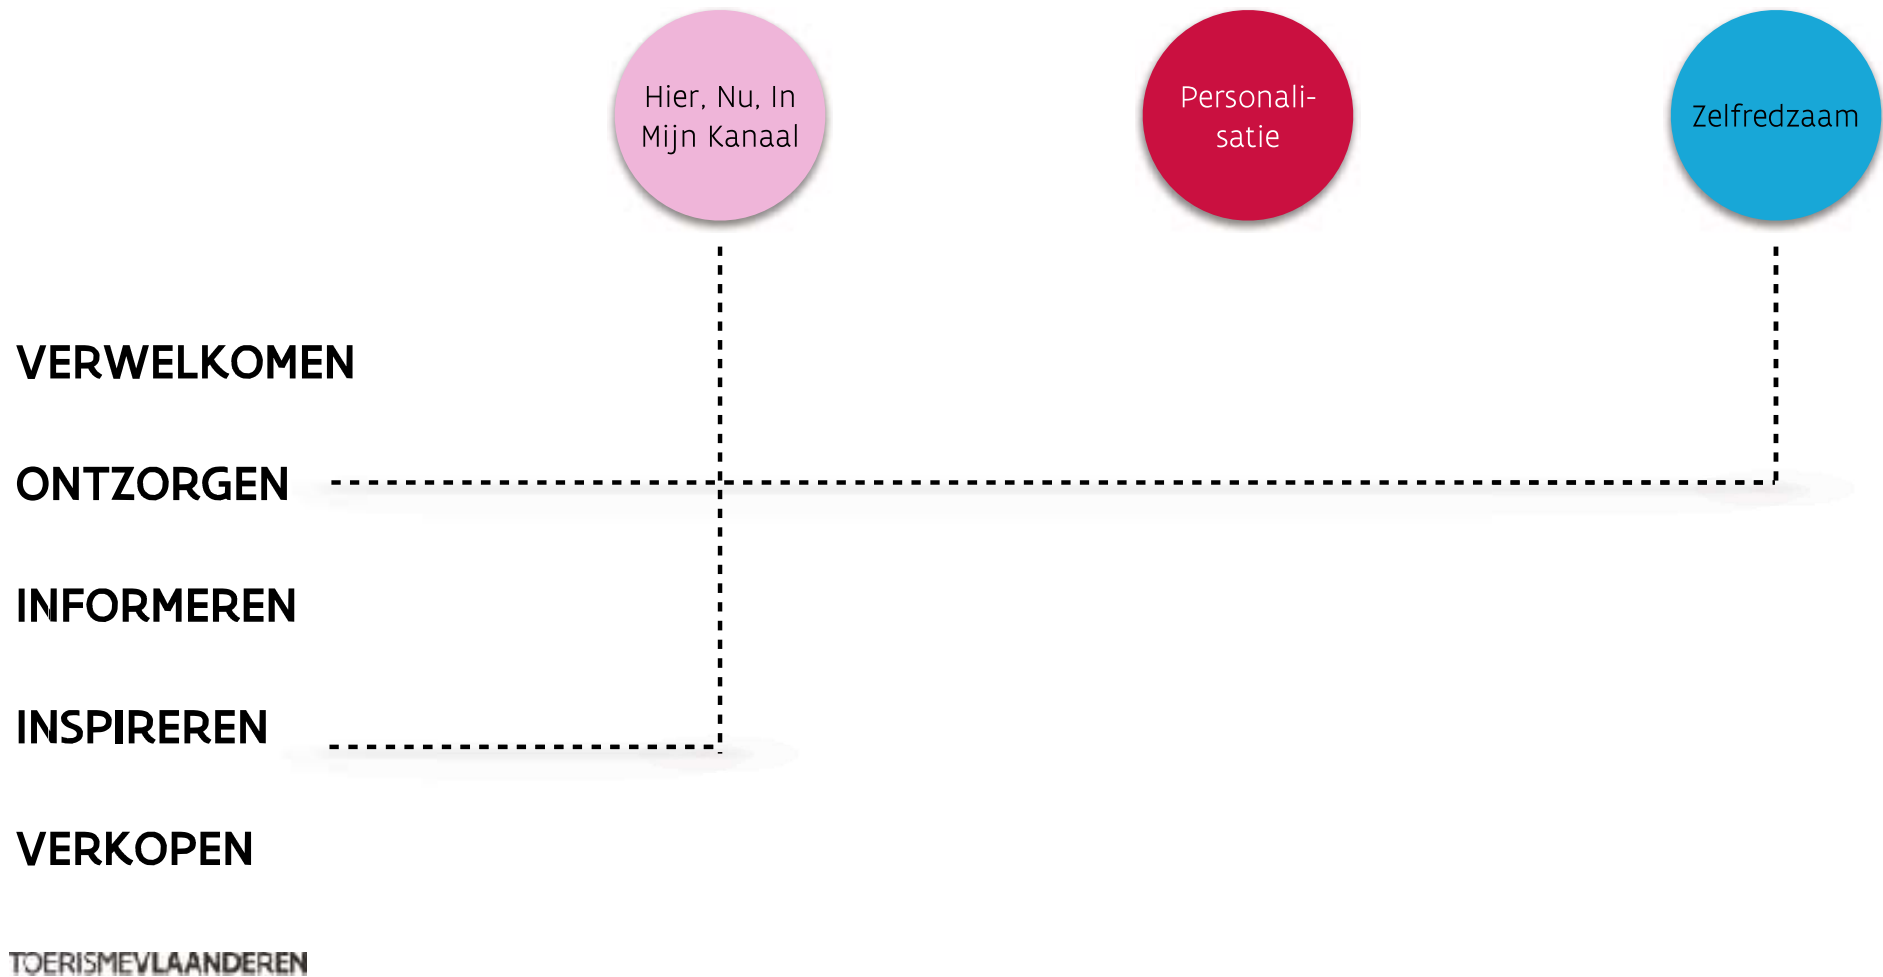 Hier, Nu, In
Mijn Kanaal
Personali-
satie
Zelfredzaam
VERWELKOMEN
ONTZORGEN
INFORMEREN
INSPIREREN
VERKOPEN
TOERISMEVLAANDEREN